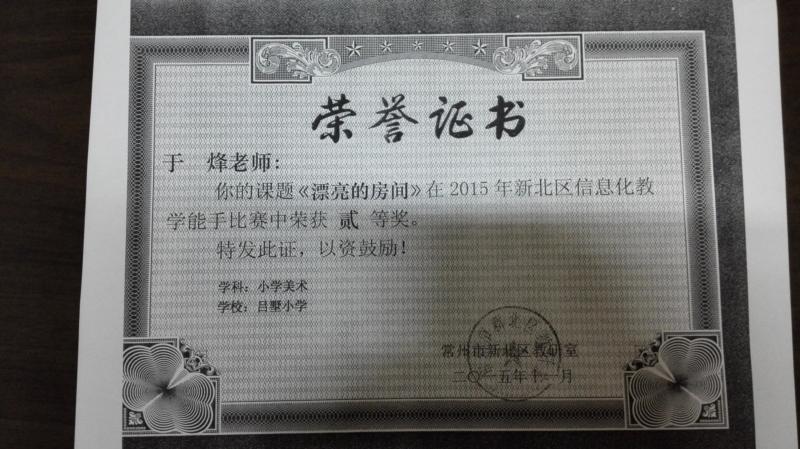 荣誉证书
于 烽老师:
你的课题《漂亮的房间》在2015年新北区信息化教
学能手比赛中荣获 贰 等奖。
特发此证，以资鼓励！
学科：小学美术
学校：吕墅小学
常州市新北区教研室
二〇一五年十一月